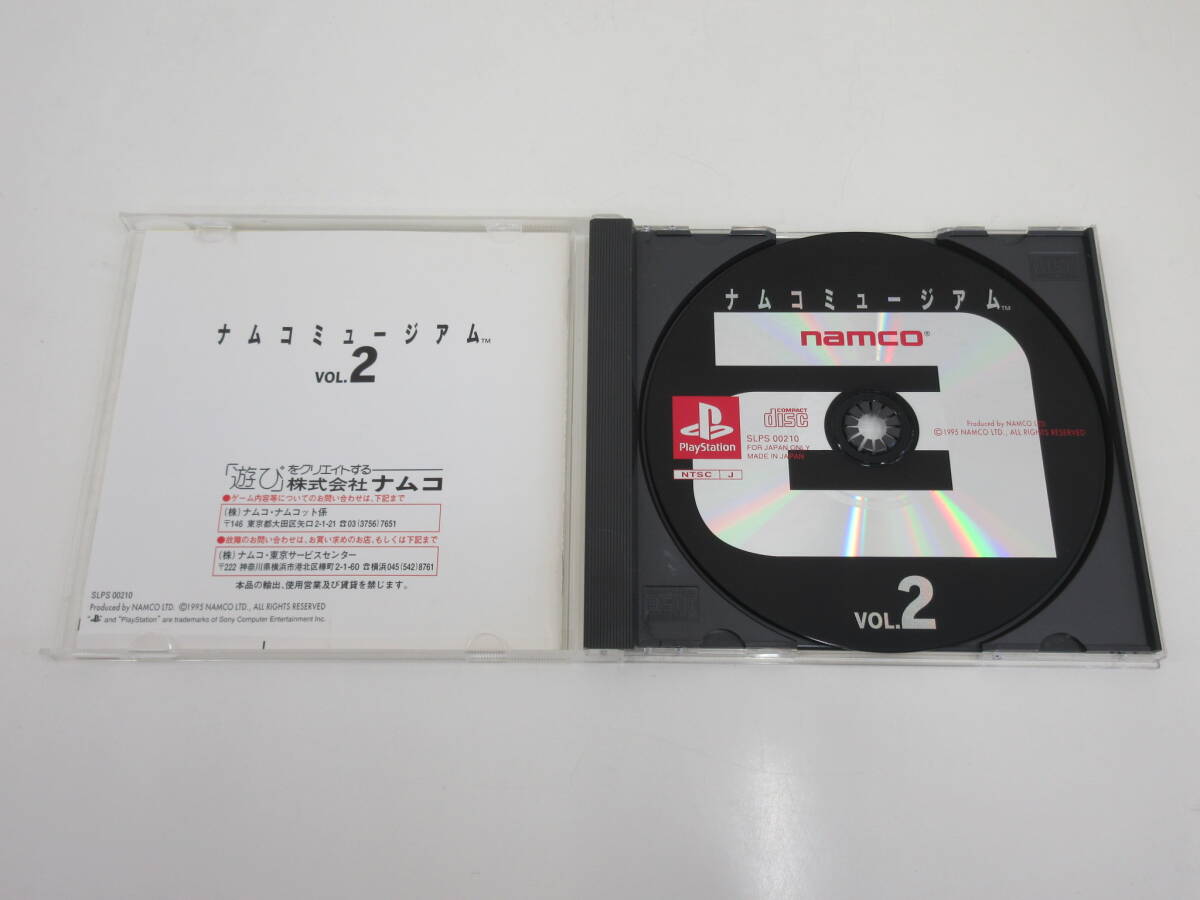 ナムコミュージアム™
VOL.2
「遊び」をクリエイトする
株式会社ナムコ
●ゲーム内容等についてのお問い合わせは、下記まで
(株)ナムコ・ナムコット係
〒146 東京都大田区矢口2-1-21 ☎03(3756)7651
●故障のお問い合わせは、お買い求めのお店、もしくは下記まで
(株)ナムコ・東京サービスセンター
〒222 神奈川県横浜市港北区樽町2-1-60 ☎横浜045(542)8761
本品の輸出、使用営業及び賃貸を禁じます。
SLPS 00210
Produced by NAMCO LTD. ©1995 NAMCO LTD., ALL RIGHTS RESERVED
" " and "PlayStation" are trademarks of Sony Computer Entertainment Inc.
ナムコミュージアム™
namco®
PlayStation
COMPACT
disc
SLPS 00210
FOR JAPAN ONLY
MADE IN JAPAN
NTSC J
Produced by NAMCO LTD.
©1995 NAMCO LTD., ALL RIGHTS RESERVED
VOL.2